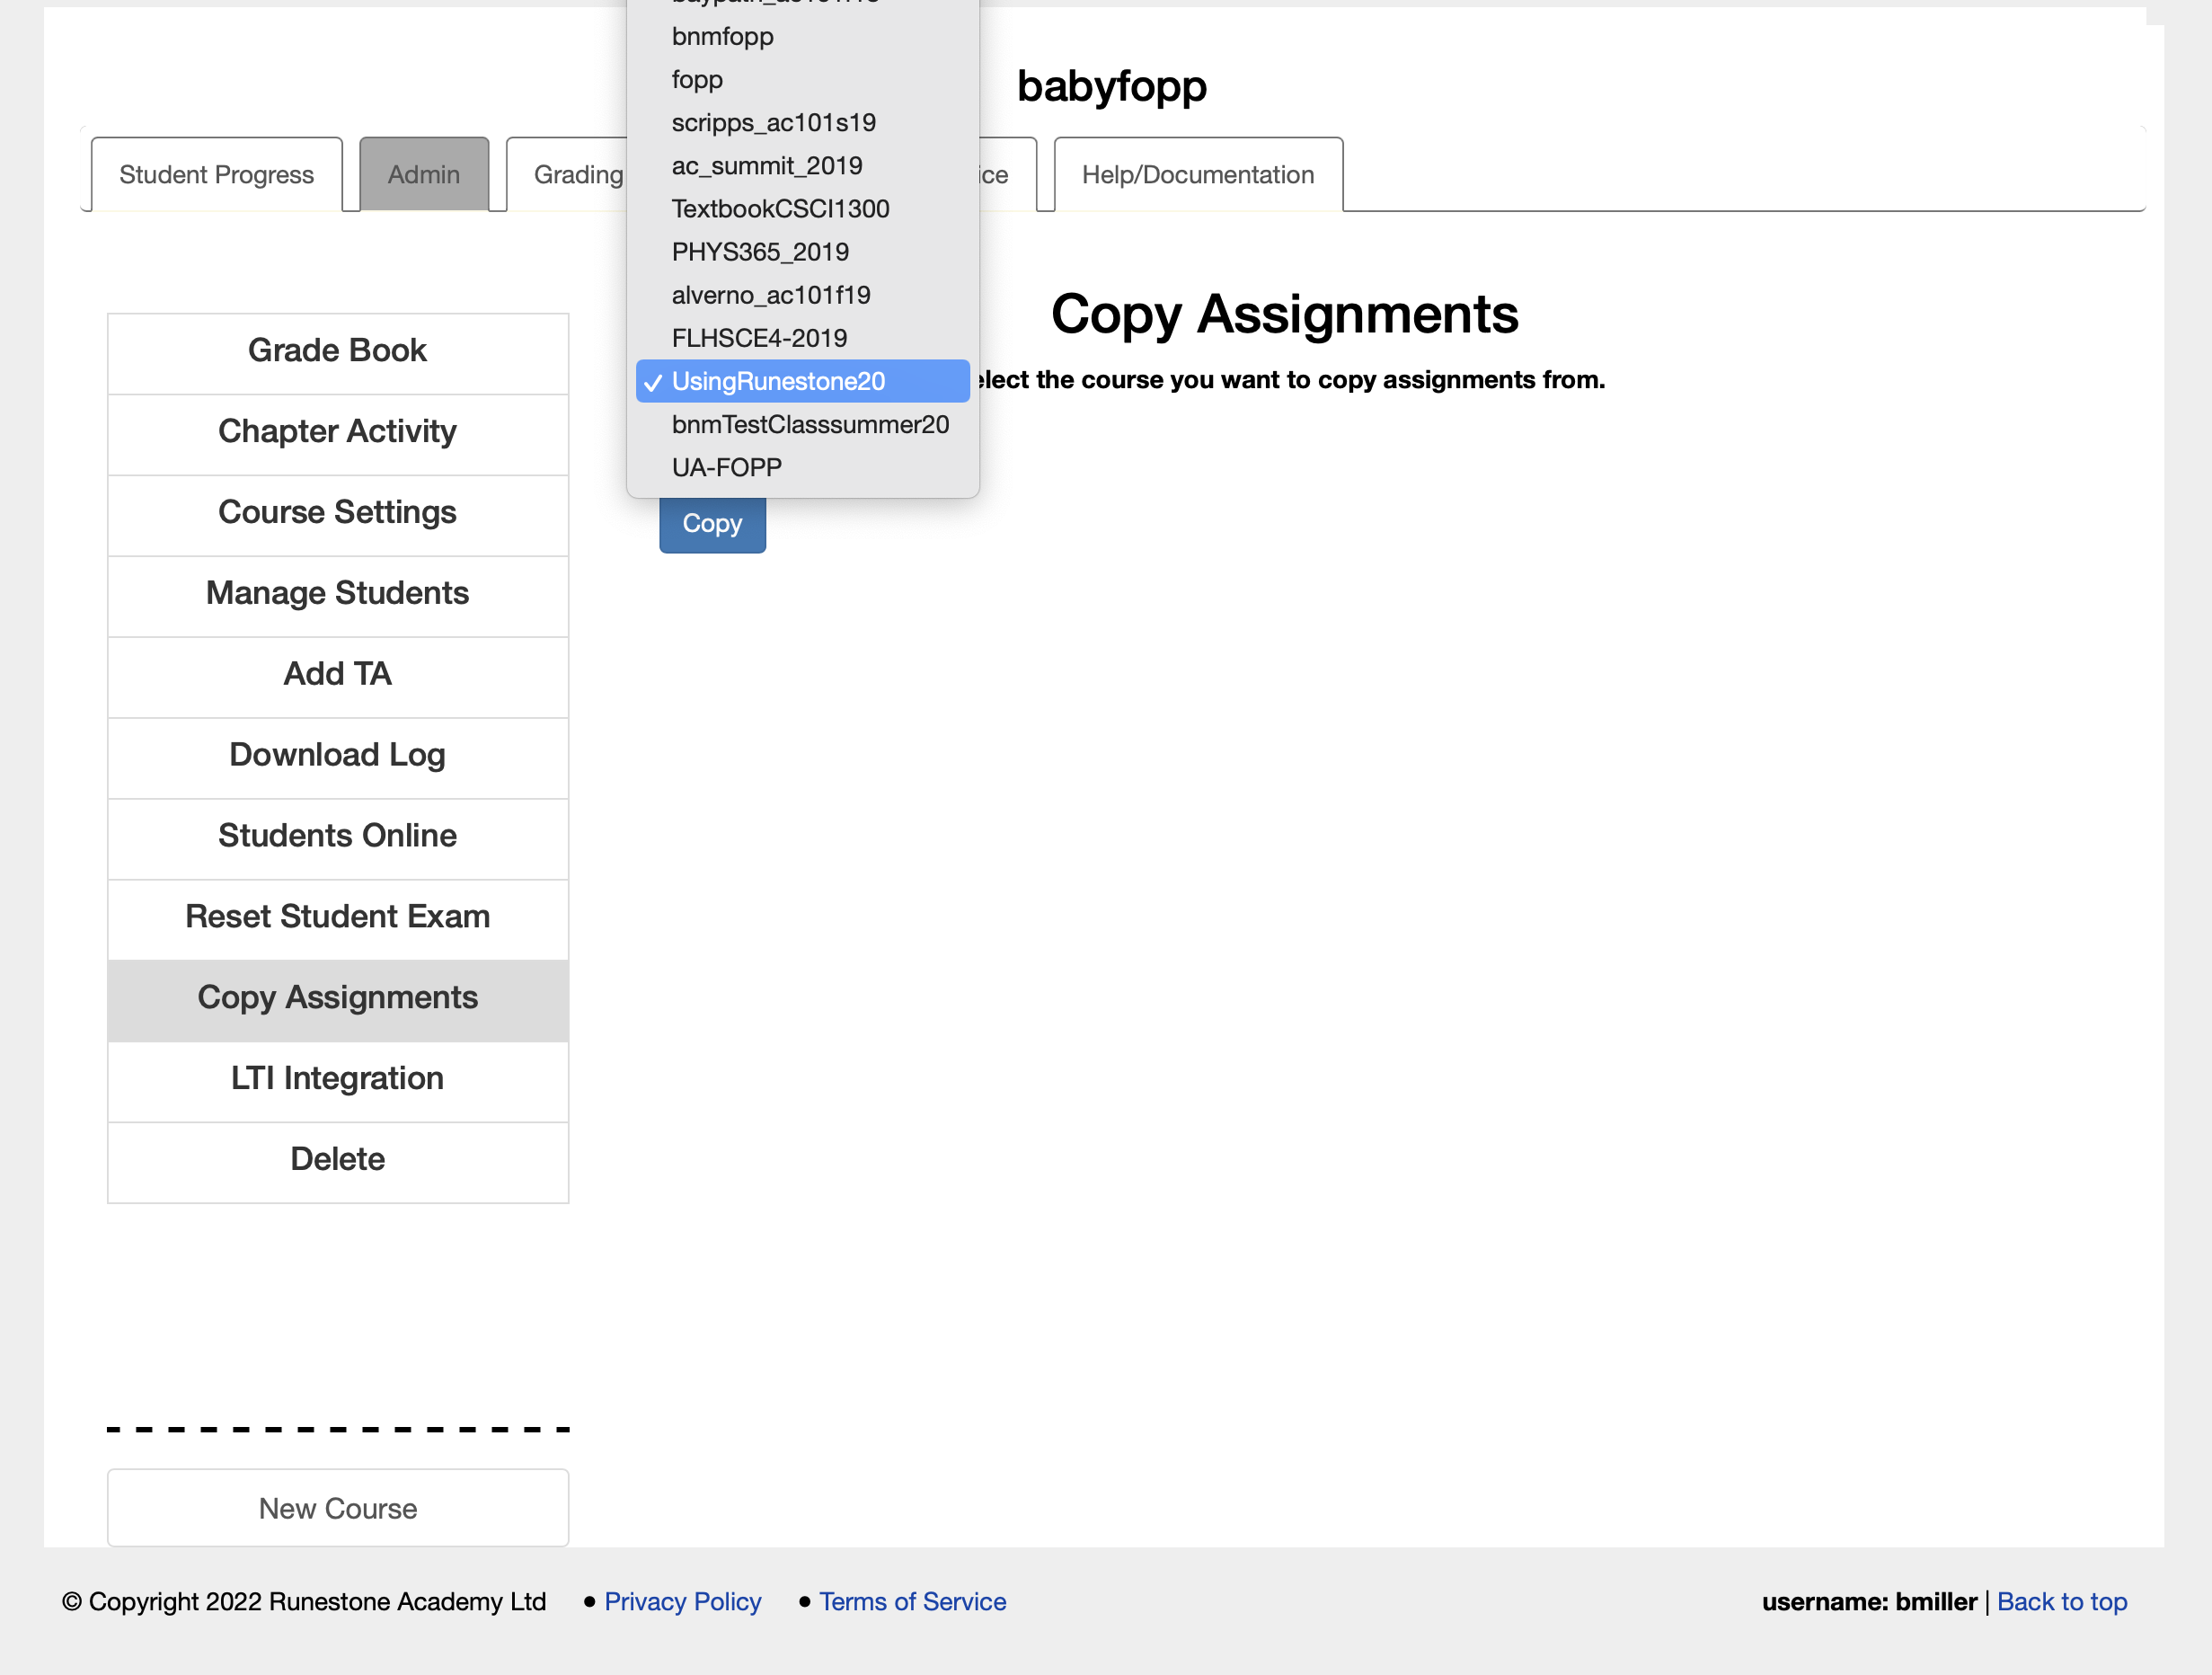 bnmfopp
fopp
scripps_ac101s19
ac_summit_2019
TextbookCSCI1300
PHYS365_2019
alverno_ac101f19
FLHSCE4-2019
✓ UsingRunestone20
bnmTestClasssummer20
UA-FOPP
babyfopp
Student Progress
Admin
Grading
ice
Help/Documentation
Grade Book
Chapter Activity
Course Settings
Manage Students
Add TA
Download Log
Students Online
Reset Student Exam
Copy Assignments
LTI Integration
Delete
New Course
Copy Assignments
elect the course you want to copy assignments from.
Copy
© Copyright 2022 Runestone Academy Ltd • Privacy Policy • Terms of Service
username: bmiller | Back to top